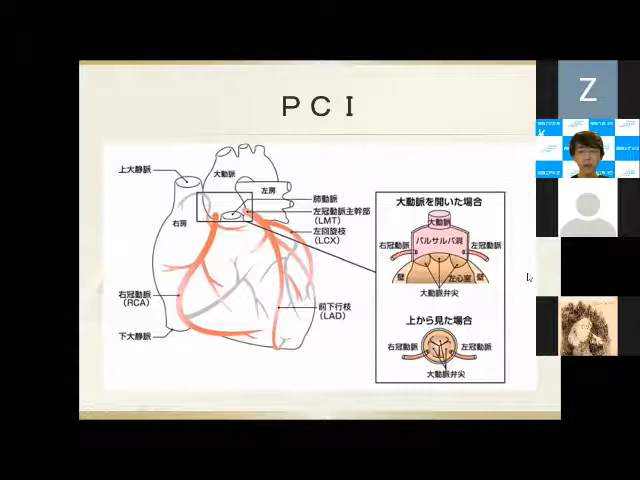 PCI
上大静脈
大動脈
左房
右房
肺動脈
左冠動脈主幹部
(LMT)
左回旋枝
(LCX)
右冠動脈
(RCA)
前下行枝
(LAD)
下大静脈
大動脈を開いた場合
大動脈
バルサルバ洞
右冠動脈
左冠動脈
壁
左心室
壁
大動脈弁尖
上から見た場合
右冠動脈
左冠動脈
大動脈弁尖
Z